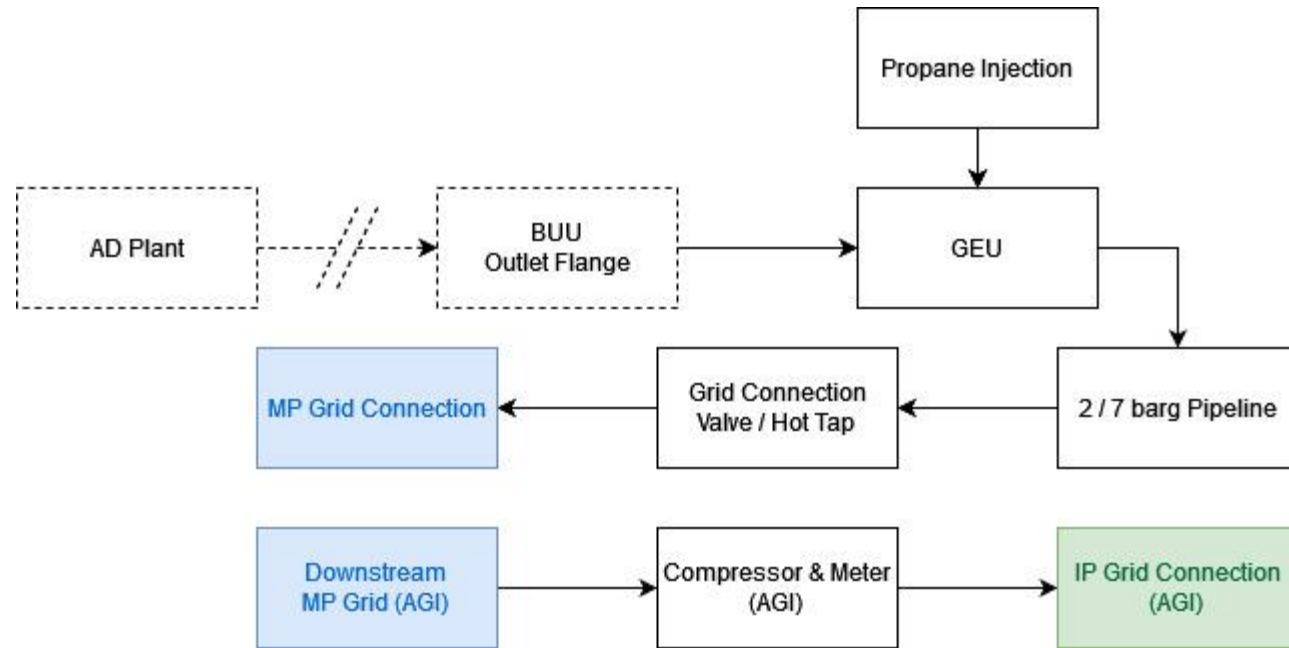 Propane Injection
AD Plant
BUU
Outlet Flange
GEU
MP Grid Connection
Grid Connection
Valve / Hot Tap
2 / 7 barg Pipeline
Downstream
MP Grid (AGI)
Compressor & Meter
(AGI)
IP Grid Connection
(AGI)